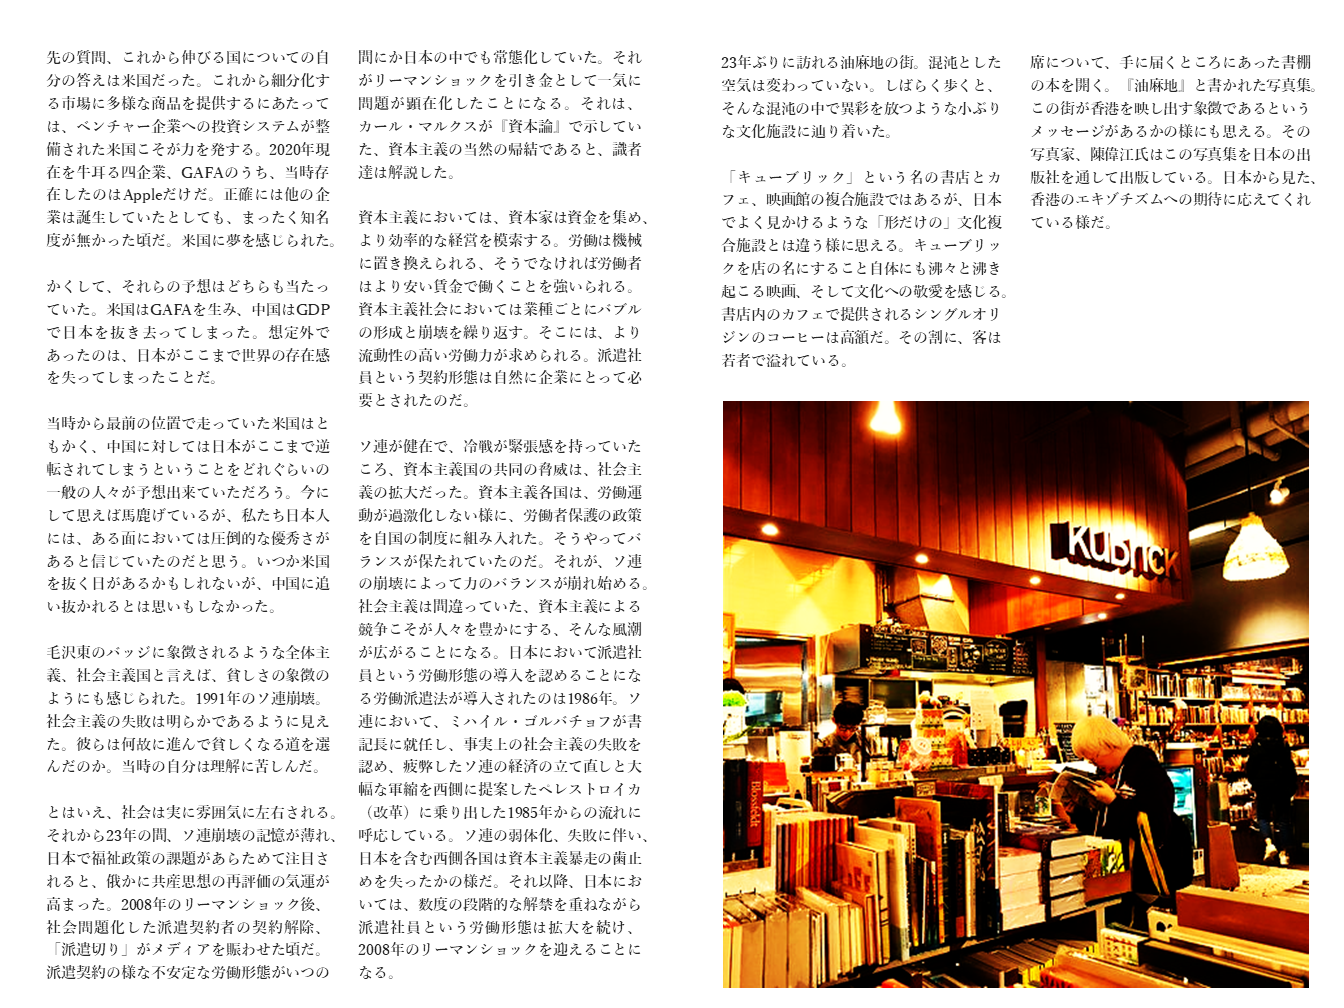 先の質問、これから伸びる国についての自
分の答えは米国だった。これから細分化す
る市場に多様な商品を提供するにあたって
は、ベンチャー企業への投資システムが整
備された米国こそが力を発する。2020年現
在を牛耳る四企業、GAFAのうち、当時存
在したのはAppleだけだ。正確には他の企
業は誕生していたとしても、まったく知名
度が無かった頃だ。米国に夢を感じられた。
かくして、それらの予想はどちらも当たっ
ていた。米国はGAFAを生み、中国はGDP
で日本を抜き去ってしまった。想定外で
あったのは、日本がここまで世界の存在感
を失ってしまったことだ。
当時から最前の位置で走っていた米国はと
もかく、中国に対しては日本がここまで逆
転されてしまうということをどれぐらいの
一般の人々が予想出来ていただろう。今に
して思えば馬鹿げているが、私たち日本人
には、ある面においては圧倒的な優秀さが
あると信じていたのだと思う。いつか米国
を抜く日があるかもしれないが、中国に追
い抜かれるとは思いもしなかった。
毛沢東のバッジに象徴されるような全体主
義、社会主義国と言えば、貧しさの象徴の
ようにも感じられた。1991年のソ連崩壊。
社会主義の失敗は明らかであるように見え
た。彼らは何故に進んで貧しくなる道を選
んだのか。当時の自分は理解に苦しんだ。
とはいえ、社会は実に雰囲気に左右される。
それから23年の間、ソ連崩壊の記憶が薄れ、
日本で福祉政策の課題があらためて注目さ
れると、俄かに共産思想の再評価の気運が
高まった。2008年のリーマンショック後、
社会問題化した派遣契約者の契約解除、
「派遣切り」がメディアを賑わせた頃だ。
派遣契約の様な不安定な労働形態がいつの
間にか日本の中でも常態化していた。それ
がリーマンショックを引き金として一気に
問題が顕在化したことになる。それは、
カール・マルクスが『資本論』で示してい
た、資本主義の当然の帰結であると、識者
達は解説した。
資本主義においては、資本家は資金を集め、
より効率的な経営を模索する。労働は機械
に置き換えられる、そうでなければ労働者
はより安い賃金で働くことを強いられる。
資本主義社会においては業種ごとにバブル
の形成と崩壊を繰り返す。そこには、より
流動性の高い労働力が求められる。派遣社
員という契約形態は自然に企業にとって必
要とされたのだ。
ソ連が健在で、冷戦が緊張感を持っていた
ころ、資本主義国の共同の脅威は、社会主
義の拡大だった。資本主義各国は、労働運
動が過激化しない様に、労働者保護の政策
を自国の制度に組み入れた。そうやってバ
ランスが保たれていたのだ。それが、ソ連
の崩壊によって力のバランスが崩れ始める。
社会主義は間違っていた、資本主義による
競争こそが人々を豊かにする、そんな風潮
が広がることになる。日本において派遣社
員という労働形態の導入を認めることにな
る労働派遣法が導入されたのは1986年。ソ
連において、ミハイル・ゴルバチョフが書
記長に就任し、事実上の社会主義の失敗を
認め、疲弊したソ連の経済の立て直しと大
幅な軍縮を西側に提案したペレストロイカ
（改革）に乗り出した1985年からの流れに
呼応している。ソ連の弱体化、失敗に伴い、
日本を含む西側各国は資本主義暴走の歯止
めを失ったかの様だ。それ以降、日本にお
いては、数度の段階的な解禁を重ねながら
派遣社員という労働形態は拡大を続け、
2008年のリーマンショックを迎えることに
なる。
23年ぶりに訪れる油麻地の街。混沌とした
空気は変わっていない。しばらく歩くと、
そんな混沌の中で異彩を放つような小ぶり
な文化施設に辿り着いた。
「キューブリック」という名の書店とカ
フェ、映画館の複合施設ではあるが、日本
でよく見かけるような「形だけの」文化複
合施設とは違う様に思える。キューブリッ
クを店の名にすること自体にも沸々と沸き
起こる映画、そして文化への敬愛を感じる。
書店内のカフェで提供されるシングルオリ
ジンのコーヒーは高額だ。その割に、客は
若者で溢れている。
席について、手に届くところにあった書棚
の本を開く。『油麻地』と書かれた写真集。
この街が香港を映し出す象徴であるという
メッセージがあるかの様にも思える。その
写真家、陳偉江氏はこの写真集を日本の出
版社を通して出版している。日本から見た、
香港のエキゾチズムへの期待に応えてくれ
ている様だ。
kubrick